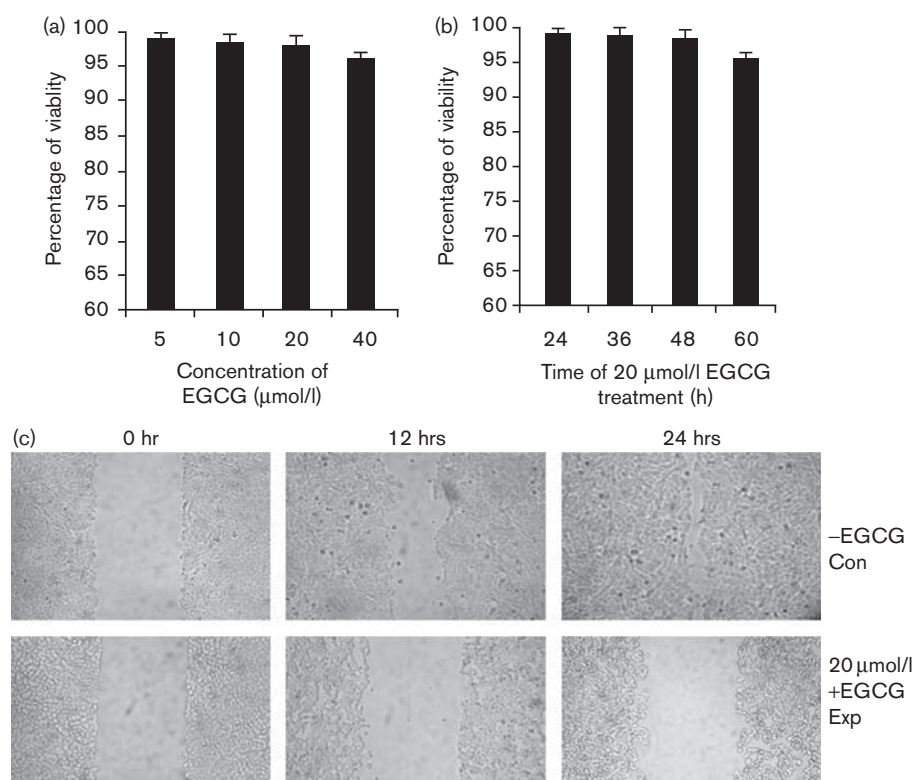 (a)
100
95
90
85
80
75
70
65
60
Percentage of viablity
5 10 20 40
Concentration of
EGCG (μmol/l)
(b)
100
95
90
85
80
75
70
65
60
Percentage of viability
24 36 48 60
Time of 20 μmol/l EGCG
treatment (h)
(c)
0 hr 12 hrs 24 hrs
–EGCG
Con
20 μmol/l
+EGCG
Exp